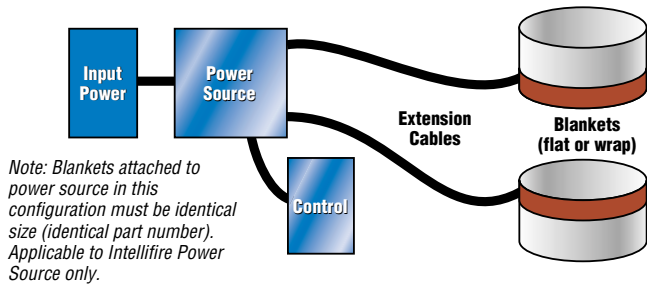 Input
Power
Power
Source
Extension
Cables
Blankets
(flat or wrap)
Control
Note: Blankets attached to
power source in this
configuration must be identical
size (identical part number).
Applicable to Intellifire Power
Source only.